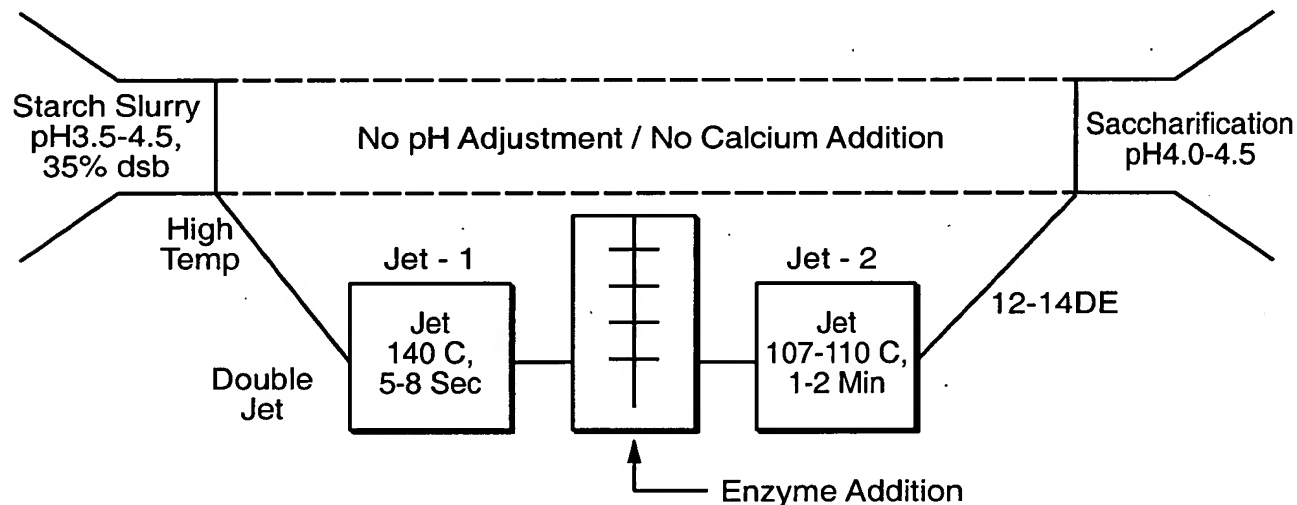 Starch Slurry
pH3.5-4.5,
35% dsb
No pH Adjustment / No Calcium Addition
Saccharification
pH4.0-4.5
High
Temp
Double
Jet
Jet - 1
Jet
140 C,
5-8 Sec
Jet - 2
Jet
107-110 C,
1-2 Min
12-14DE
Enzyme Addition